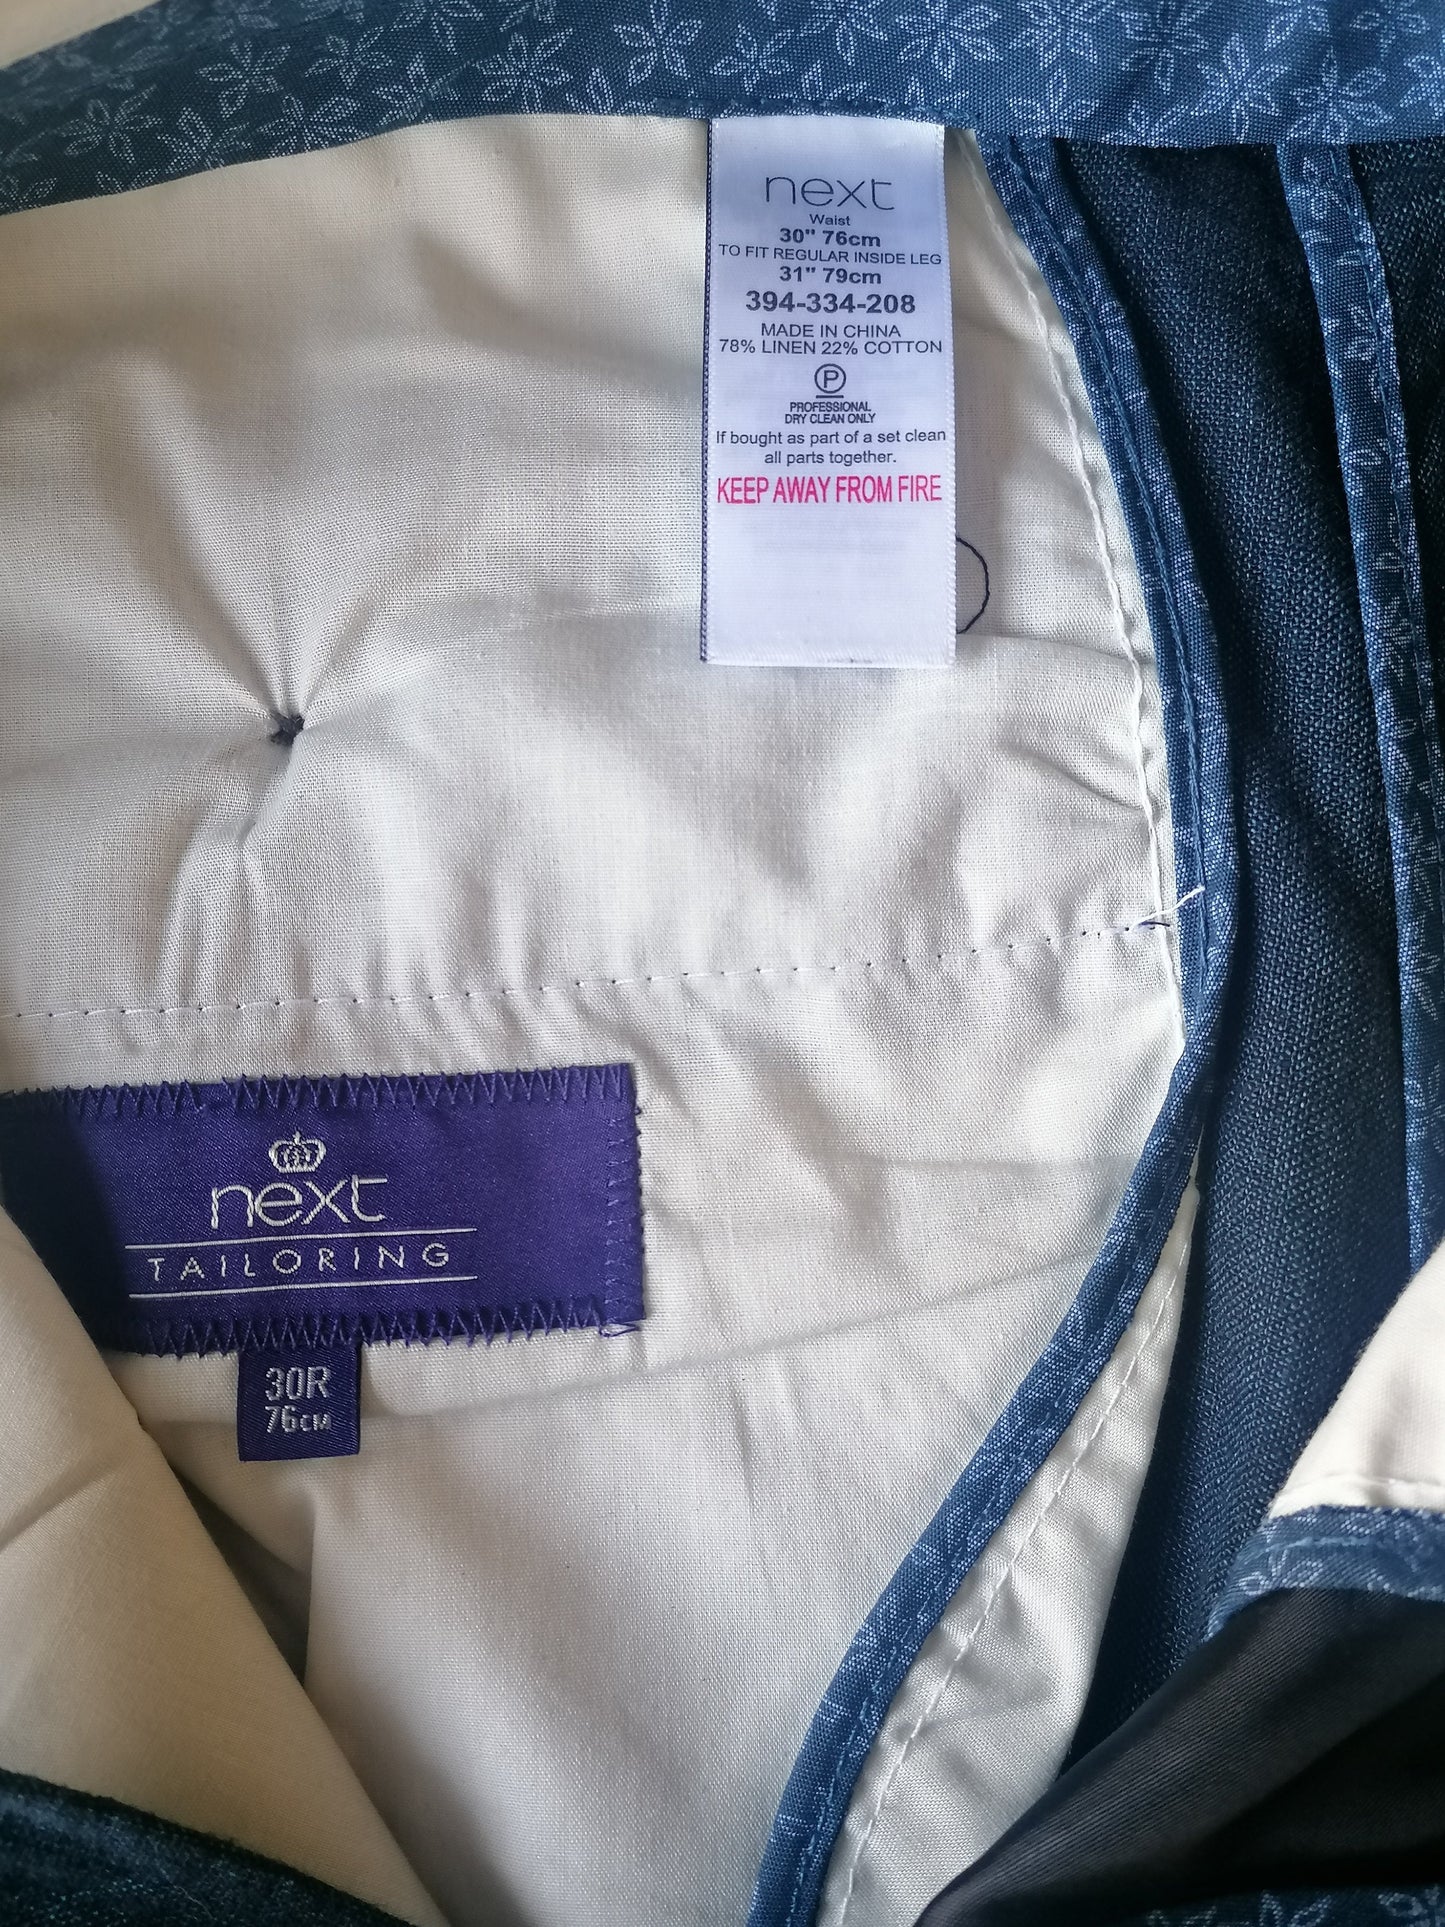 next
Waist
30" 76cm
TO FIT REGULAR INSIDE LEG
31" 79cm
394-334-208
MADE IN CHINA
78% LINEN 22% COTTON
P
PROFESSIONAL
DRY CLEAN ONLY
If bought as part of a set clean
all parts together.
KEEP AWAY FROM FIRE
next
TAILORING
30R
76CM